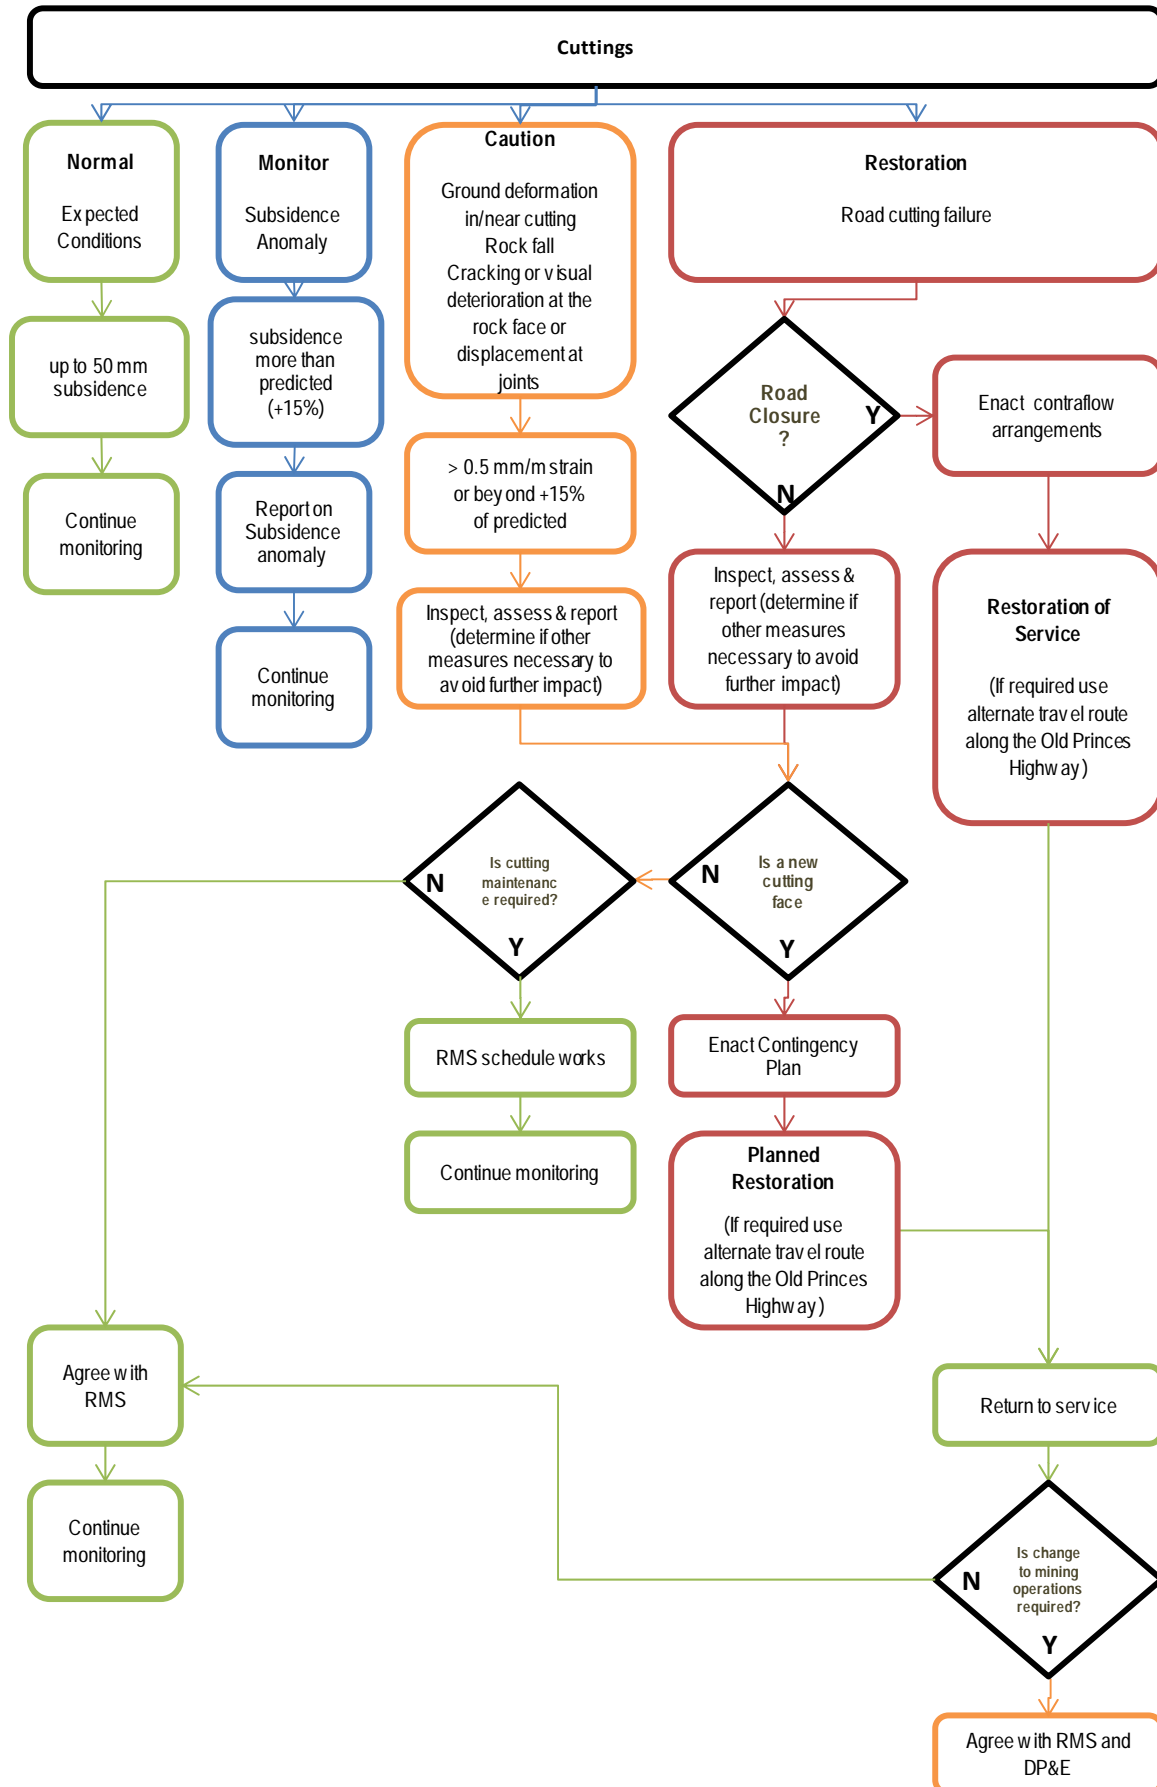 Cuttings
Normal
Expected
Conditions
Monitor
Subsidence
Anomaly
Caution
Ground deformation
in/near cutting
Rock fall
Cracking or visual
deterioration at the
rock face or
displacement at
joints
Restoration
Road cutting failure
up to 50 mm
subsidence
subsidence
more than
predicted
(+15%)
Road
Closure
?
Y
N
Enact contraflow
arrangements
> 0.5 mm/m strain
or beyond +15%
of predicted
Continue
monitoring
Report on
Subsidence
anomaly
Inspect, assess &
report (determine if
other measures
necessary to avoid
further impact)
Restoration of
Service
(If required use
alternate travel route
along the Old Princes
Highway)
Inspect, assess & report
(determine if other
measures necessary to
avoid further impact)
Continue
monitoring
Is cutting
maintenanc
e required?
N
Y
Is a new
cutting
face
N
Y
RMS schedule works
Enact Contingency
Plan
Continue monitoring
Planned
Restoration
(If required use
alternate travel route
along the Old Princes
Highway)
Agree with
RMS
Return to service
Continue
monitoring
Is change
to mining
operations
required?
N
Y
Agree with RMS and
DP&E